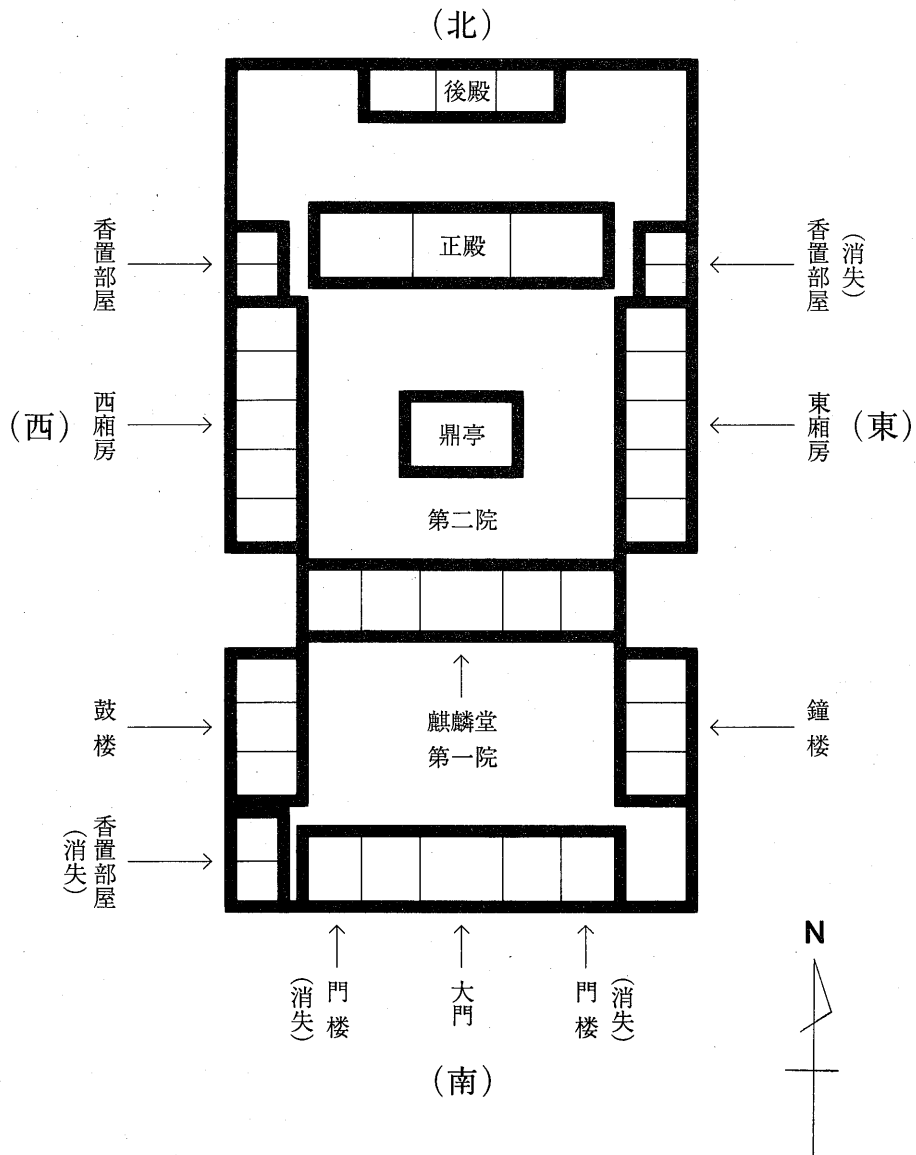 (北)
後殿
正殿
香置部屋
香置部屋
(消失)
(西)
西廂房
鼎亭
東廂房
(東)
第二院
鼓楼
麒麟堂
第一院
鐘楼
香置部屋
(消失)
門楼
(消失)
大門
門楼
(消失)
N
(南)